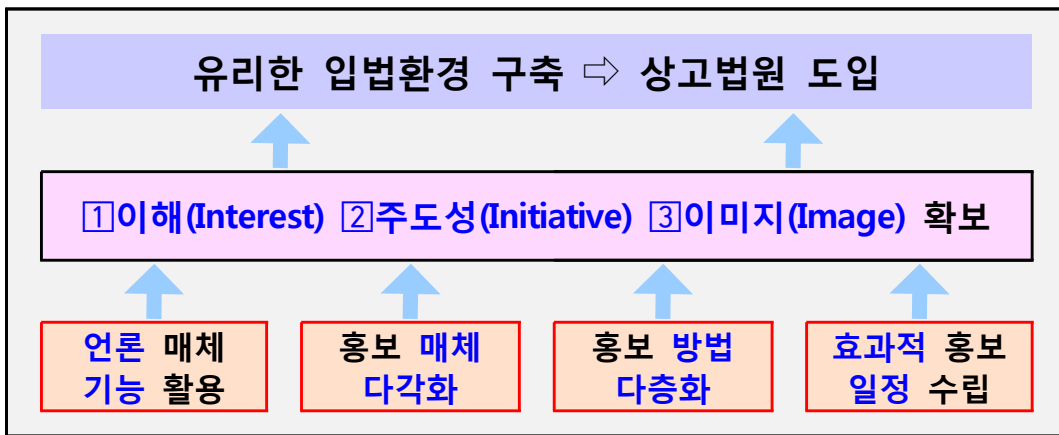 유리한 입법환경 구축 ⇨ 상고법원 도입
1이해(Interest) 2주도성(Initiative) 3이미지(Image) 확보
언론 매체
기능 활용
홍보 매체
다각화
홍보 방법
다층화
효과적 홍보
일정 수립